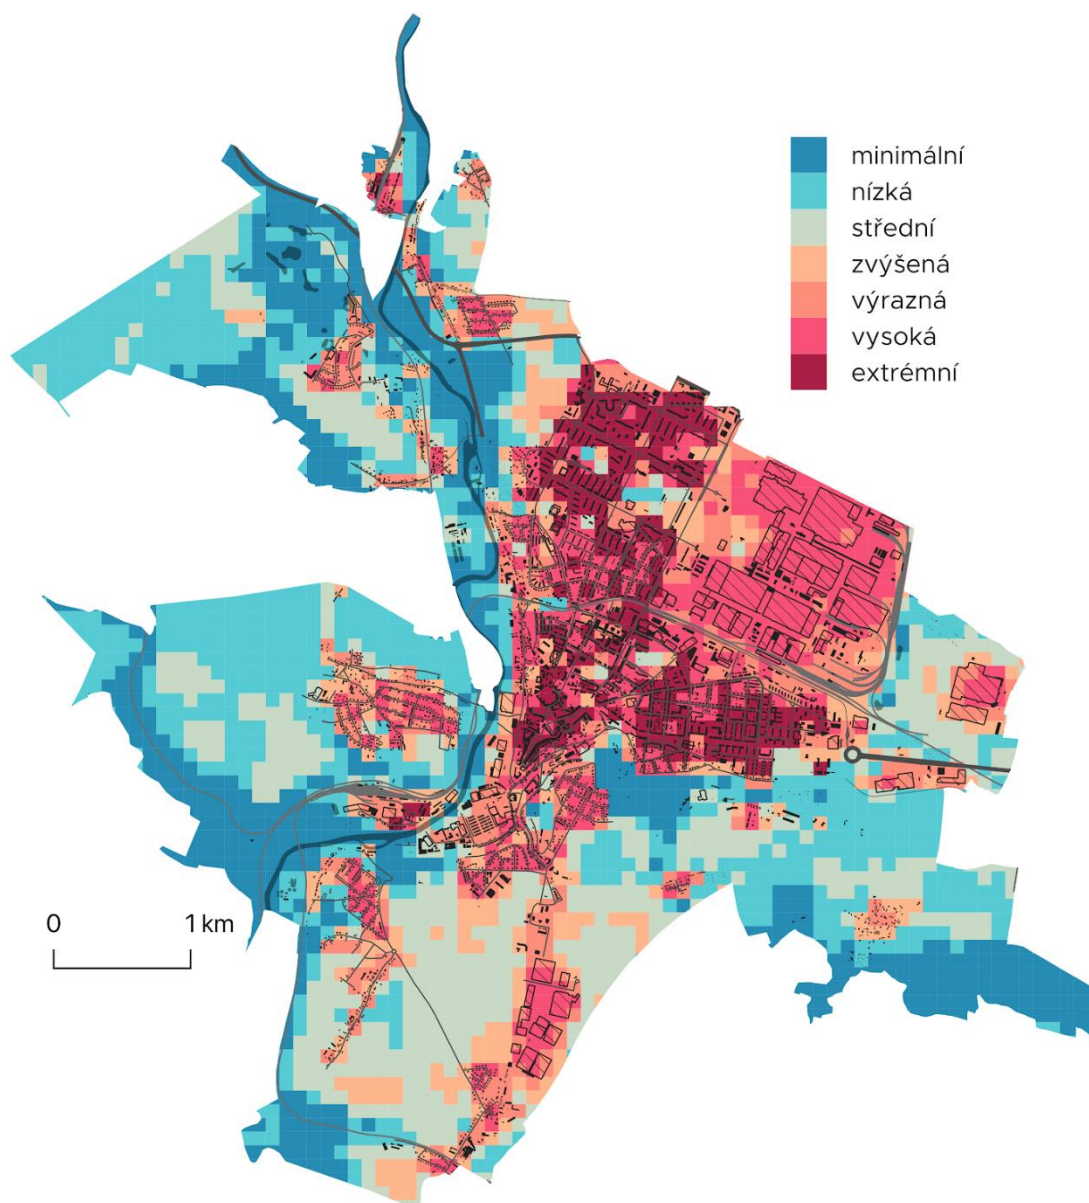 minimální
nízká
střední
zvýšená
výrazná
vysoká
extrémní
0 1 km